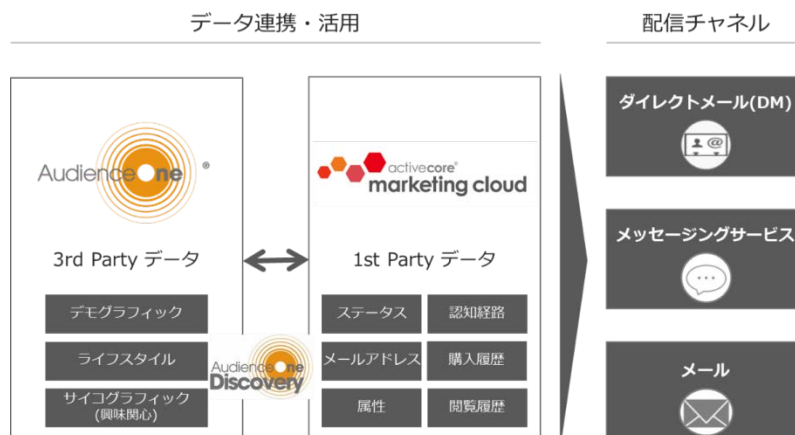 データ連携・活用
配信チャネル
AudienceOne®
activecore®
marketing cloud
3rd Party データ
1st Party データ
デモグラフィック
ライフスタイル
サイコグラフィック
(興味関心)
AudienceOne
Discovery
ステータス
認知経路
メールアドレス
購入履歴
属性
閲覧履歴
ダイレクトメール(DM)
@
メッセージングサービス
メール